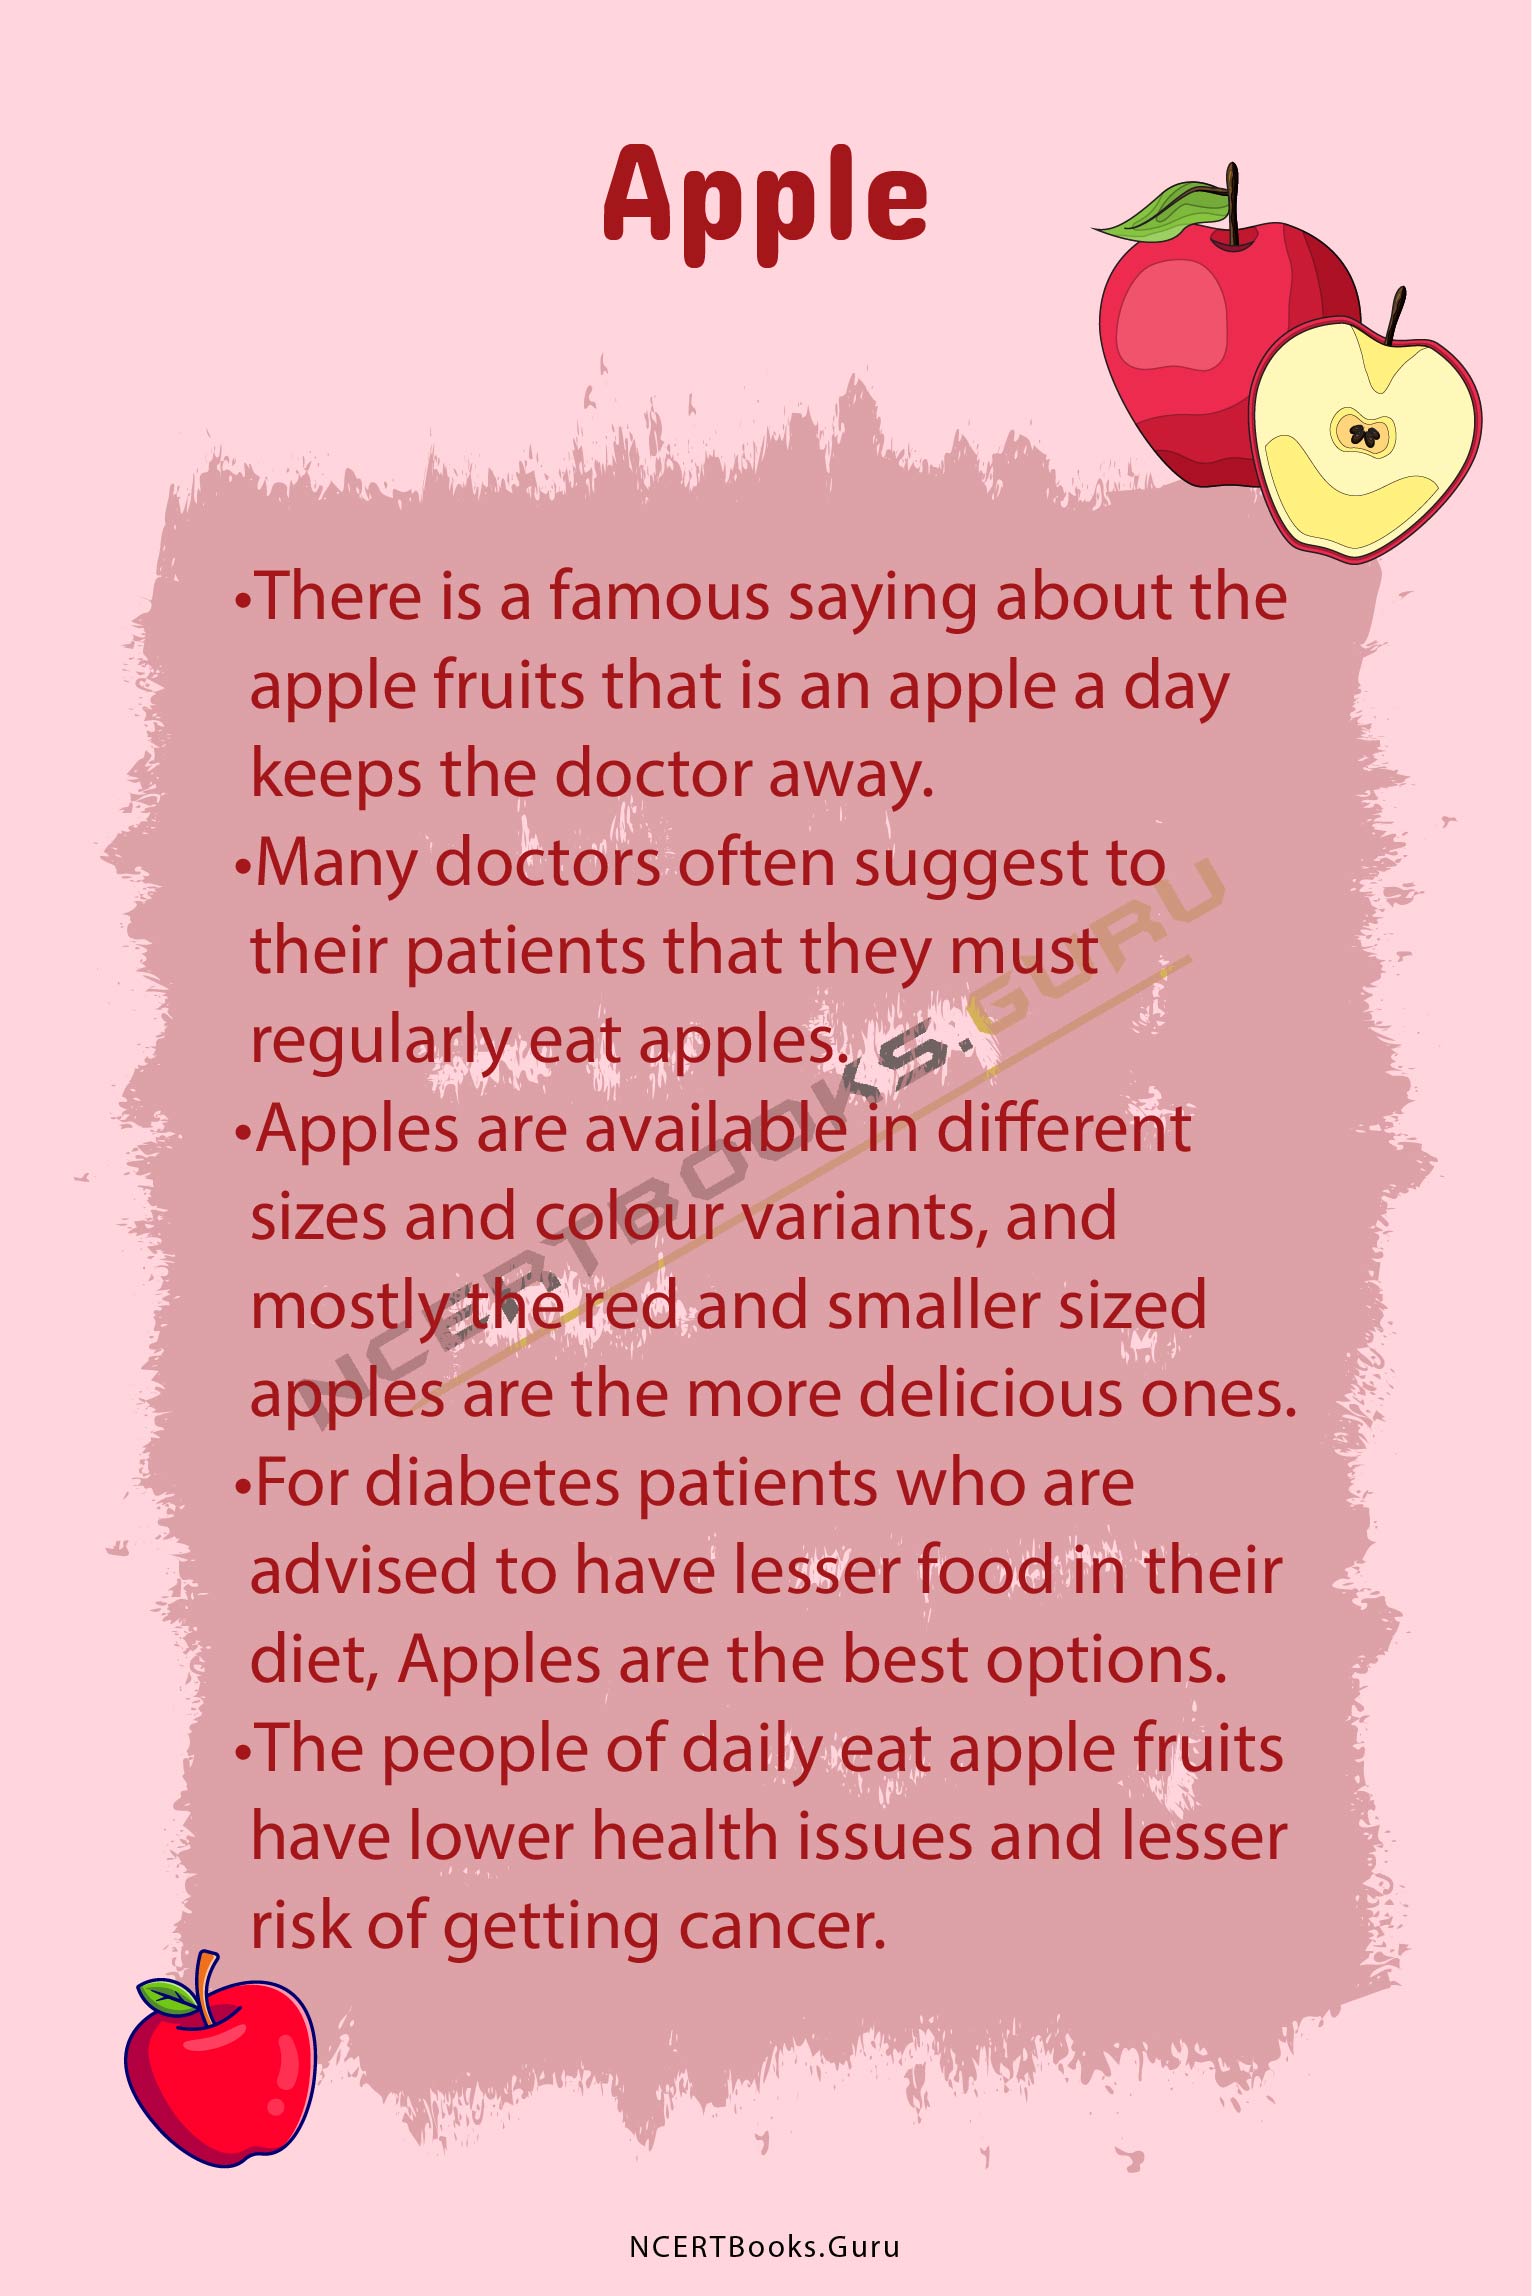 Apple
•There is a famous saying about the
apple fruits that is an apple a day
keeps the doctor away.
•Many doctors often suggest to
their patients that they must
regularly eat apples.
•Apples are available in different
sizes and colour variants, and
mostly the red and smaller sized
apples are the more delicious ones.
•For diabetes patients who are
advised to have lesser food in their
diet, Apples are the best options.
•The people of daily eat apple fruits
have lower health issues and lesser
risk of getting cancer.
NCERTBOOKS.GURU
NCERTBooks.Guru